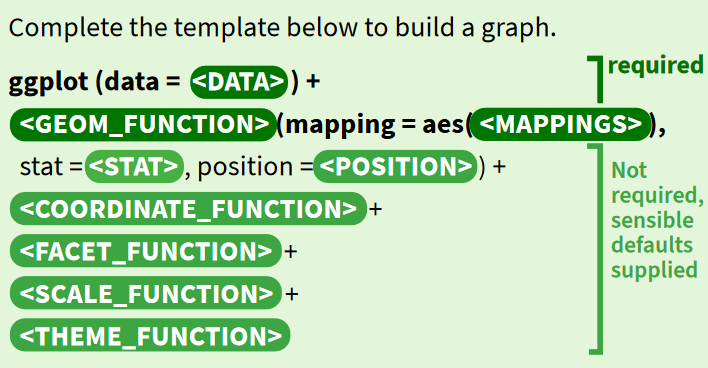 Complete the template below to build a graph.
required
ggplot (data = <DATA>) +
<GEOM_FUNCTION>(mapping = aes(<MAPPINGS>),
stat = <STAT>, position = <POSITION>) +
Not
required,
sensible
defaults
supplied
<COORDINATE_FUNCTION> +
<FACET_FUNCTION> +
<SCALE_FUNCTION> +
<THEME_FUNCTION>